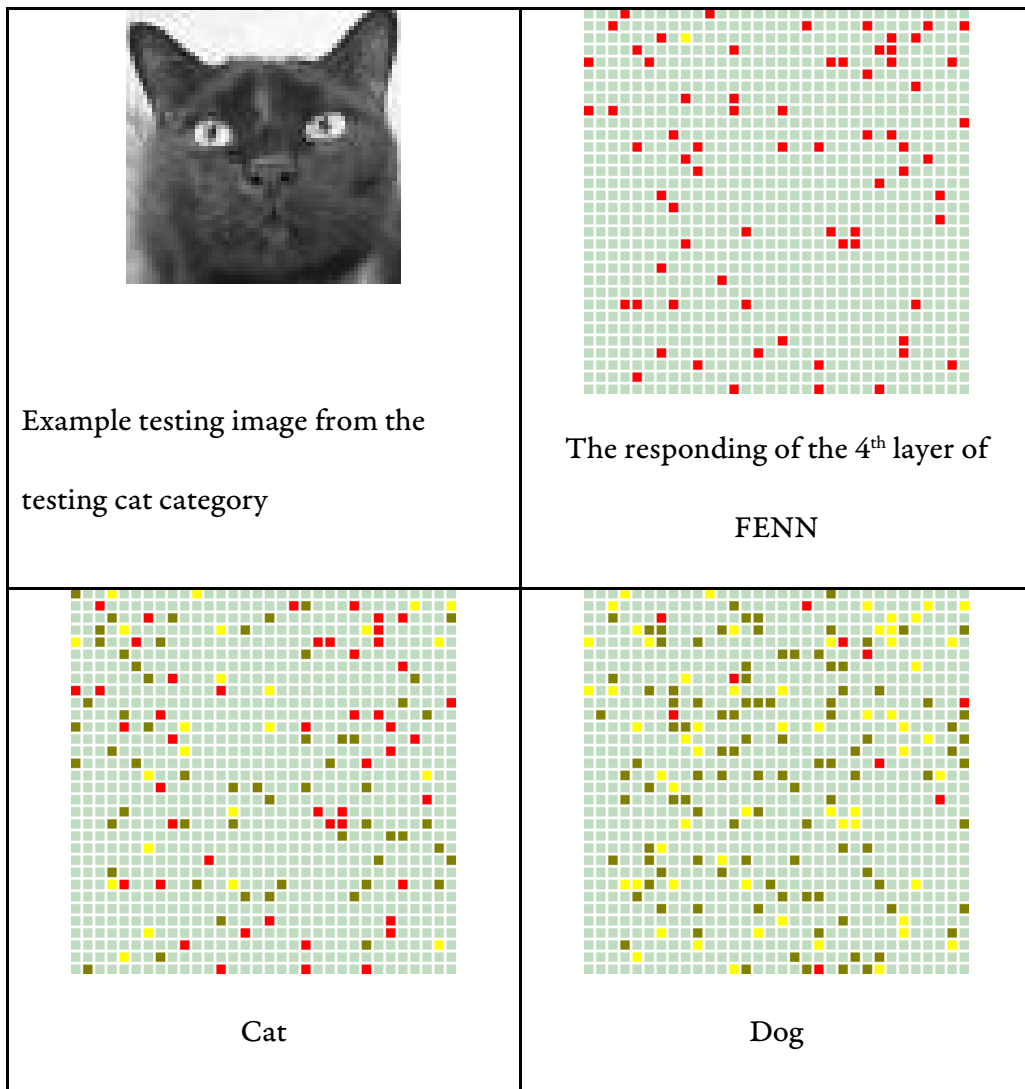 Example testing image from the
testing cat category
The responding of the 4th layer of
FENN
Cat
Dog